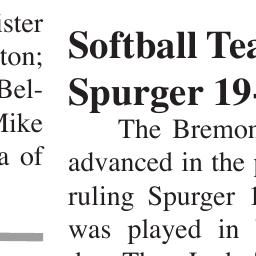 ister
ton;
Bel-
Mike
a of
Softball Tea
Spurger 19-
The Bremon
advanced in the p
ruling Spurger 1
was played in